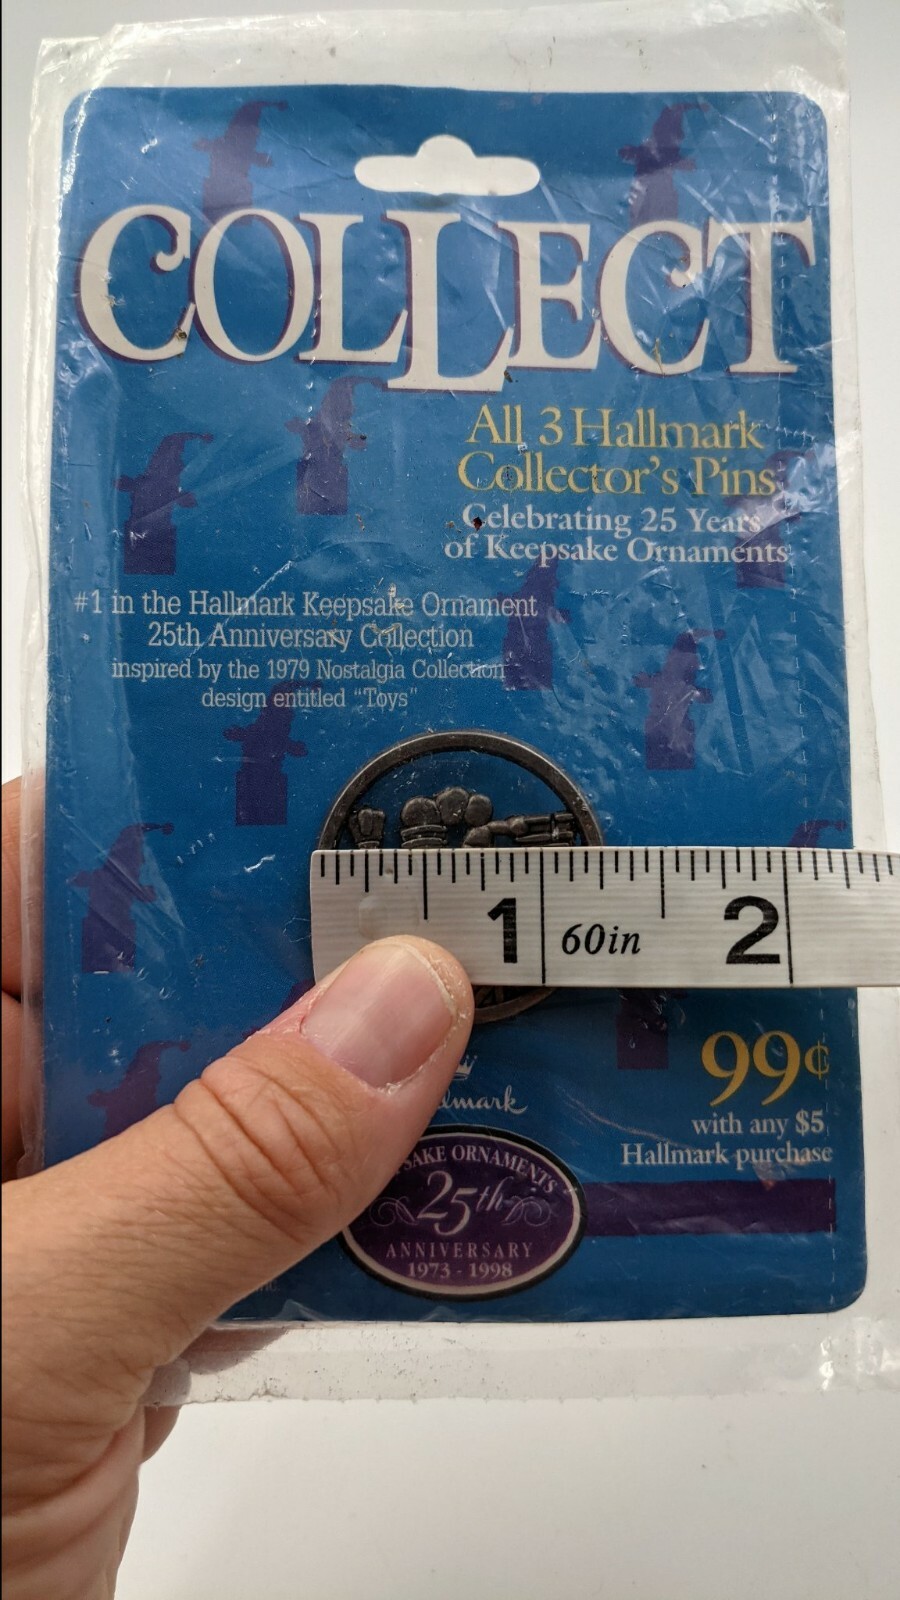 COLLECT
All 3 Hallmark
Collector's Pins
Celebrating 25 Years
of Keepsake Ornaments
#1 in the Hallmark Keepsake Ornament
25th Anniversary Collection
inspired by the 1979 Nostalgia Collection
design entitled "Toys"
1 60in 2
99¢
with any $5
Hallmark purchase
ORNAMENTS
25th
ANNIVERSARY
1973 - 1998